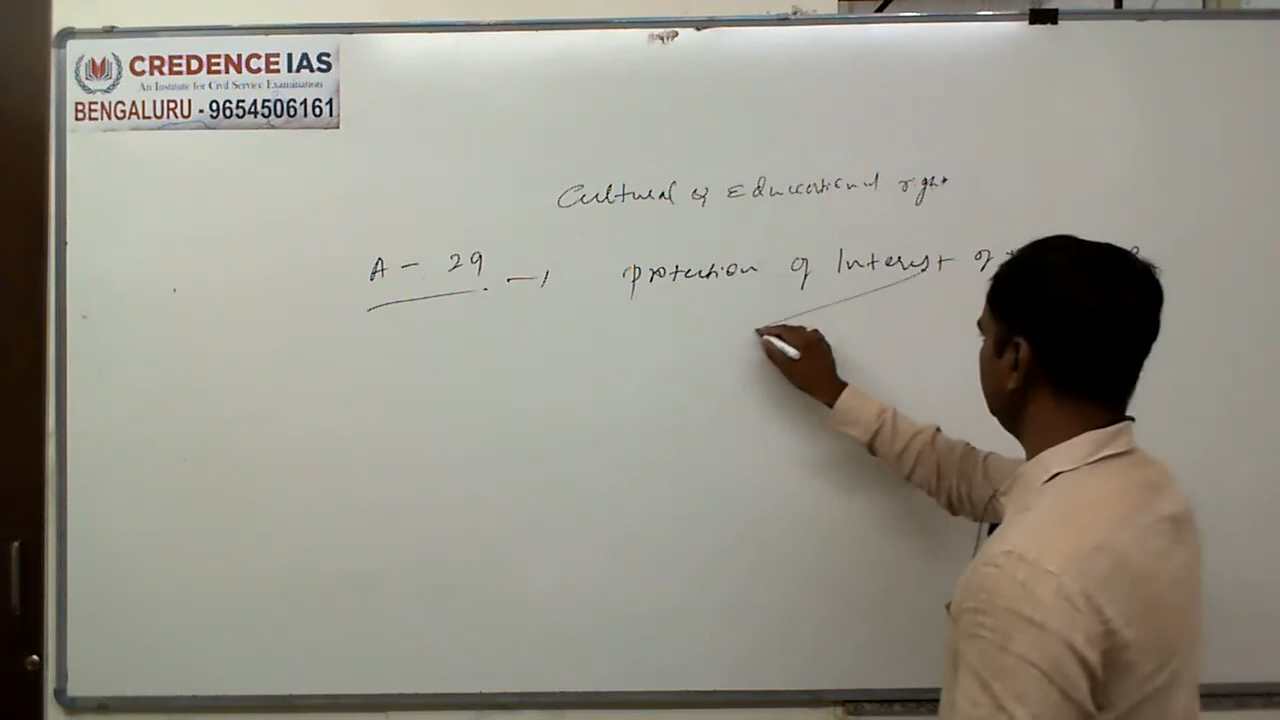 CREDENCE IAS
An Institute for Civil Service Examination
BENGALURU - 9654506161
Cultural & Educational right
A - 29 - , protection of Interest of